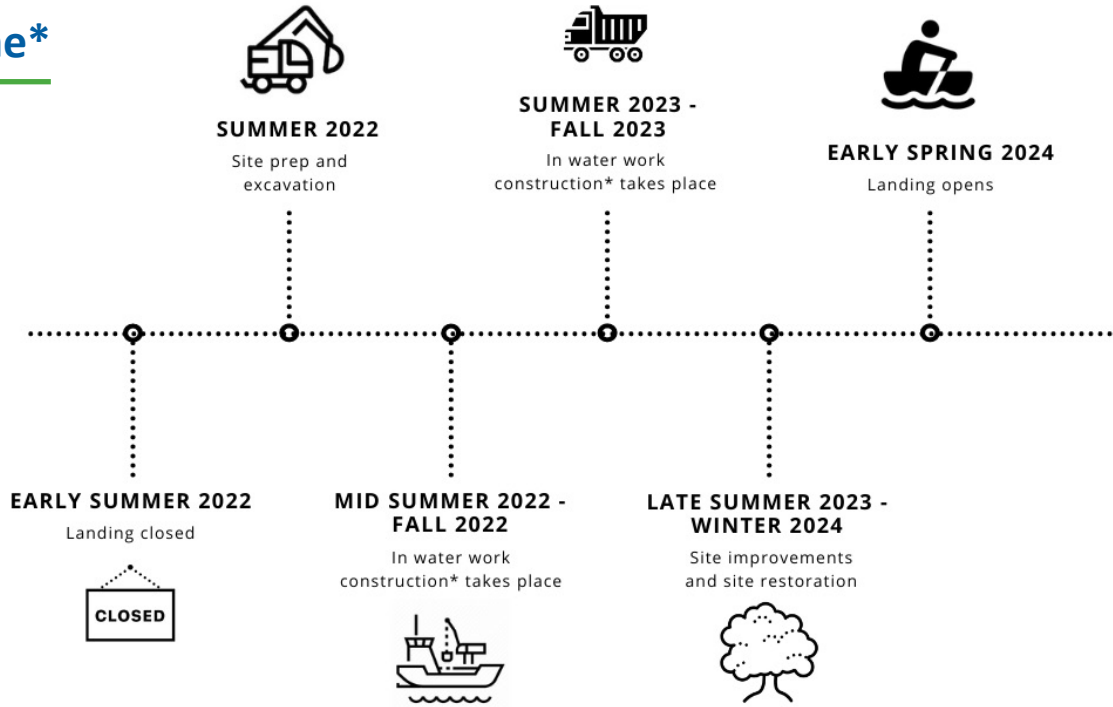 ne*
SUMMER 2022
Site prep and
excavation
SUMMER 2023 -
FALL 2023
In water work
construction* takes place
EARLY SPRING 2024
Landing opens
EARLY SUMMER 2022
Landing closed
CLOSED
MID SUMMER 2022 -
FALL 2022
In water work
construction* takes place
LATE SUMMER 2023 -
WINTER 2024
Site improvements
and site restoration